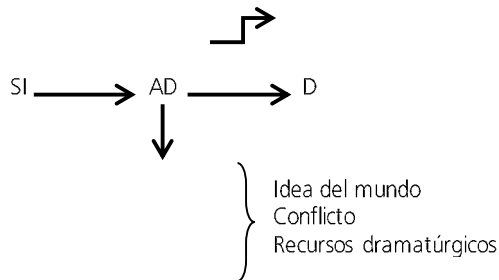 SI AD D
Idea del mundo
Conflicto
Recursos dramatúrgicos